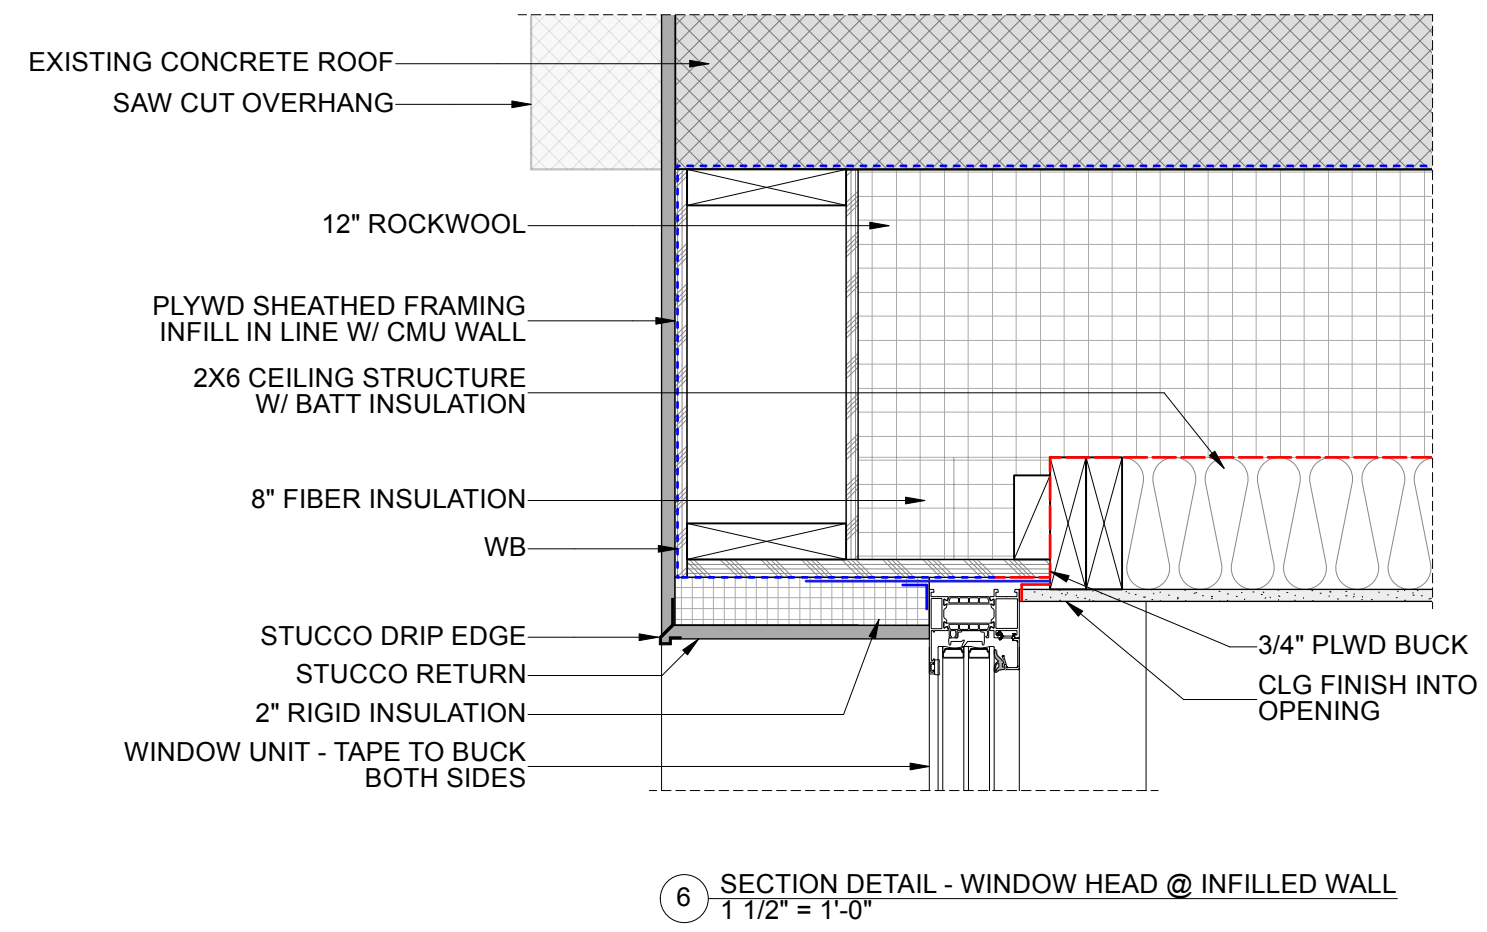 EXISTING CONCRETE ROOF
SAW CUT OVERHANG
12" ROCKWOOL
PLYWD SHEATHED FRAMING
INFILL IN LINE W/ CMU WALL
2X6 CEILING STRUCTURE
W/ BATT INSULATION
8" FIBER INSULATION
WB
STUCCO DRIP EDGE
STUCCO RETURN
2" RIGID INSULATION
WINDOW UNIT - TAPE TO BUCK
BOTH SIDES
3/4" PLWD BUCK
CLG FINISH INTO
OPENING
6
SECTION DETAIL - WINDOW HEAD @ INFILLED WALL
1 1/2" = 1'-0"